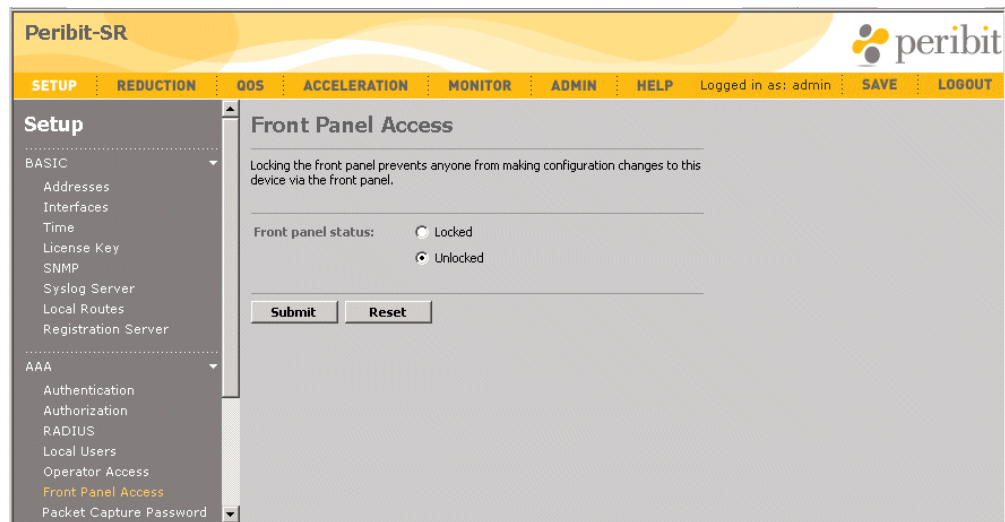 Peribit-SR
peribit
SETUP REDUCTION QOS ACCELERATION MONITOR ADMIN HELP Logged in as: admin SAVE LOGOUT
Setup
BASIC
Addresses
Interfaces
Time
License Key
SNMP
Syslog Server
Local Routes
Registration Server
AAA
Authentication
Authorization
RADIUS
Local Users
Operator Access
Front Panel Access
Packet Capture Password
Front Panel Access
Locking the front panel prevents anyone from making configuration changes to this
device via the front panel.
Front panel status: Locked
Unlocked
Submit Reset